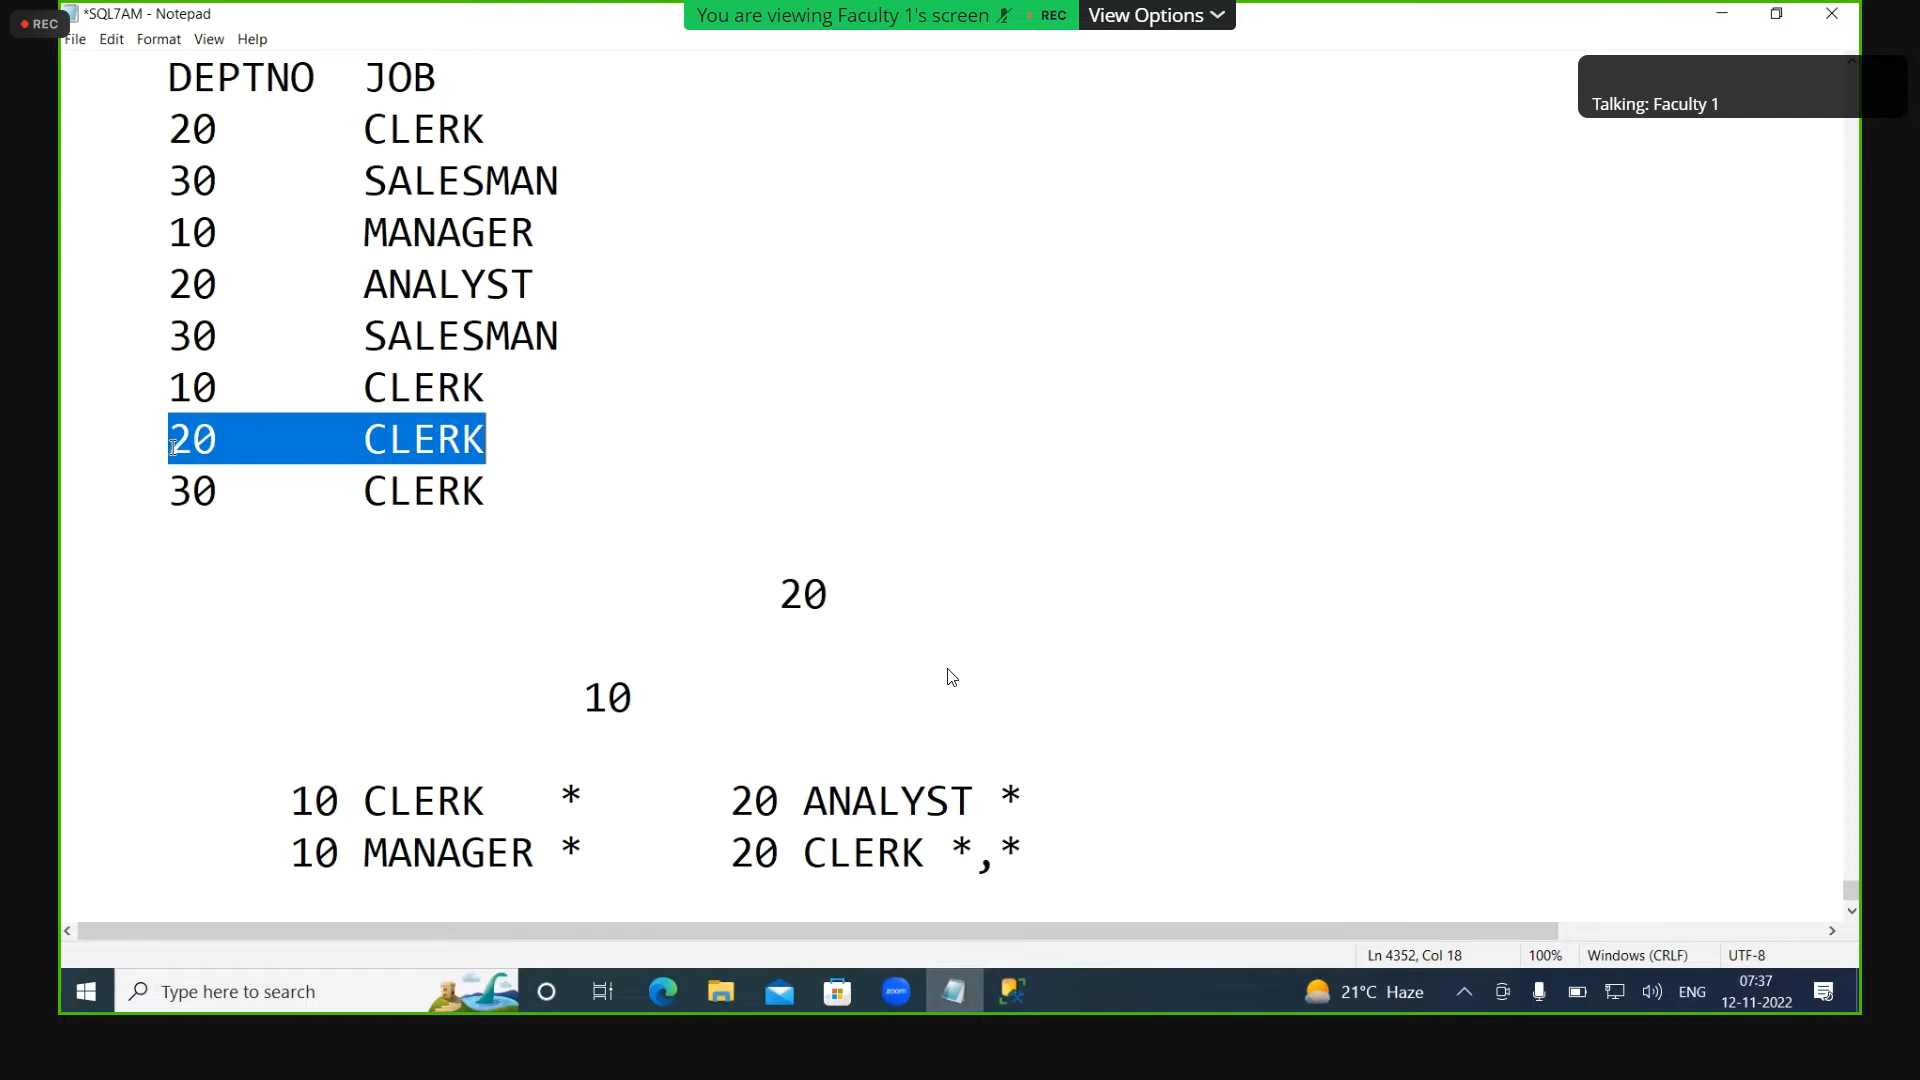 REC
*SQL7AM - Notepad
You are viewing Faculty 1's screen REC View Options
File Edit Format View Help
Talking: Faculty 1
DEPTNO JOB
20 CLERK
30 SALESMAN
10 MANAGER
20 ANALYST
30 SALESMAN
10 CLERK
20 CLERK
30 CLERK
20
10
10 CLERK * 20 ANALYST *
10 MANAGER * 20 CLERK *,*
Ln 4352, Col 18 100% Windows (CRLF) UTF-8
Type here to search
zoom
21°C Haze
ENG
07:37
12-11-2022